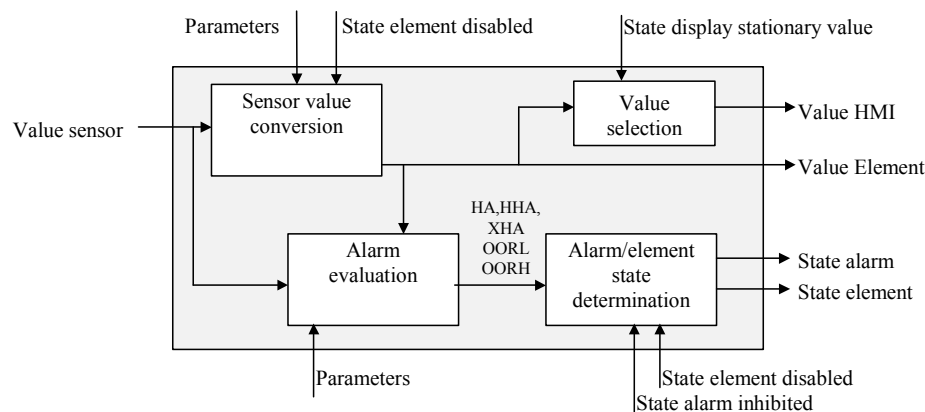 Parameters
State element disabled
State display stationary value
Sensor value
conversion
Value
selection
Value sensor
Value HMI
Value Element
HA,HHA,
XHA
OORL
OORH
Alarm
evaluation
Alarm/element
state
determination
State alarm
State element
Parameters
State element disabled
State alarm inhibited